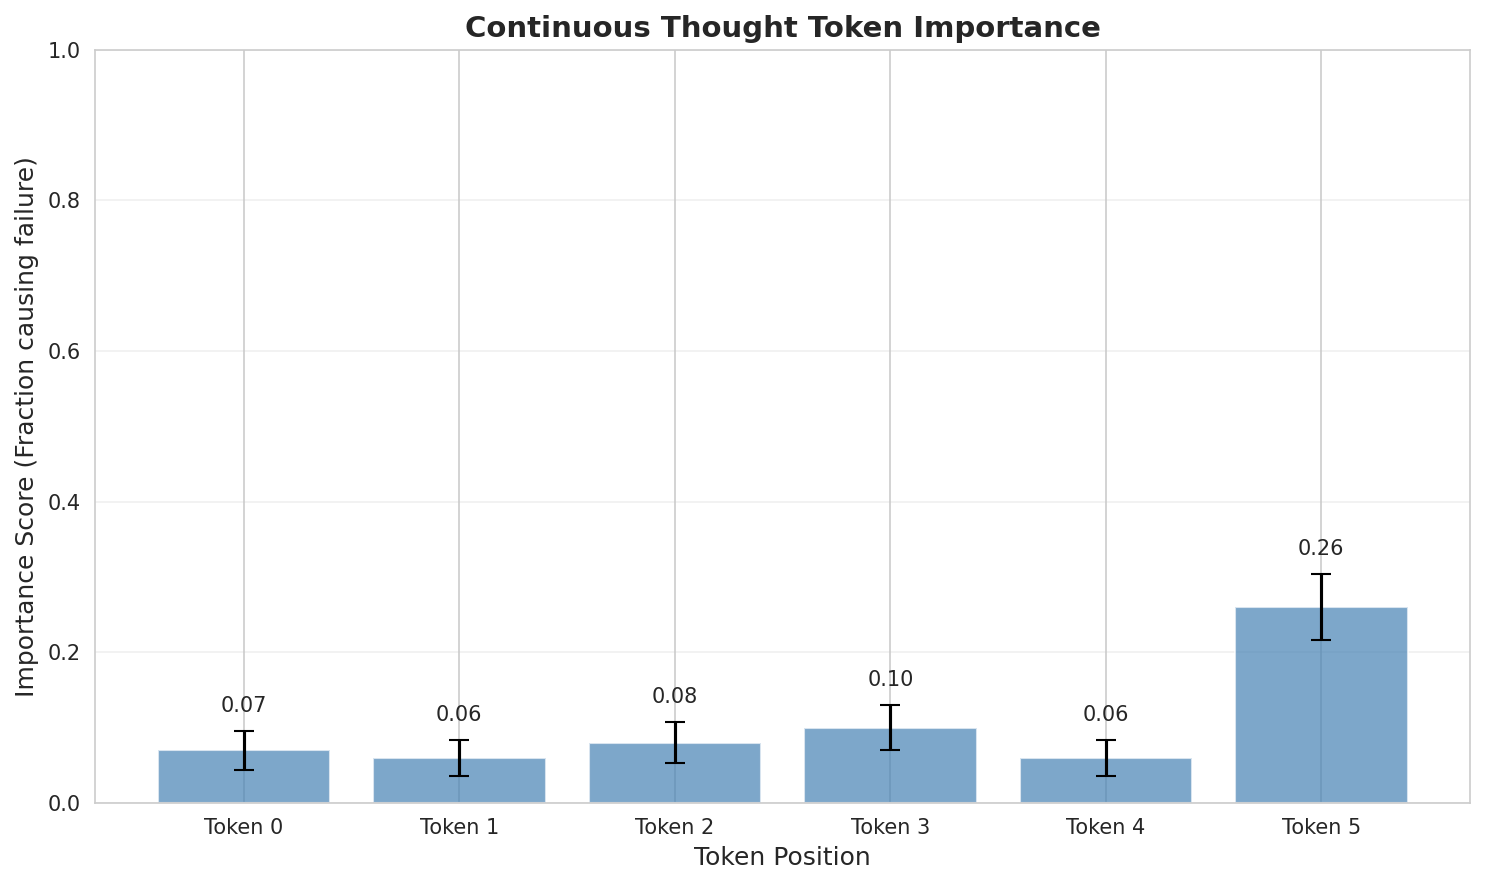 Continuous Thought Token Importance
Importance Score (Fraction causing failure)
1.0
0.8
0.6
0.4
0.2
0.0
0.07
0.06
0.08
0.10
0.06
0.26
Token 0
Token 1
Token 2
Token 3
Token 4
Token 5
Token Position